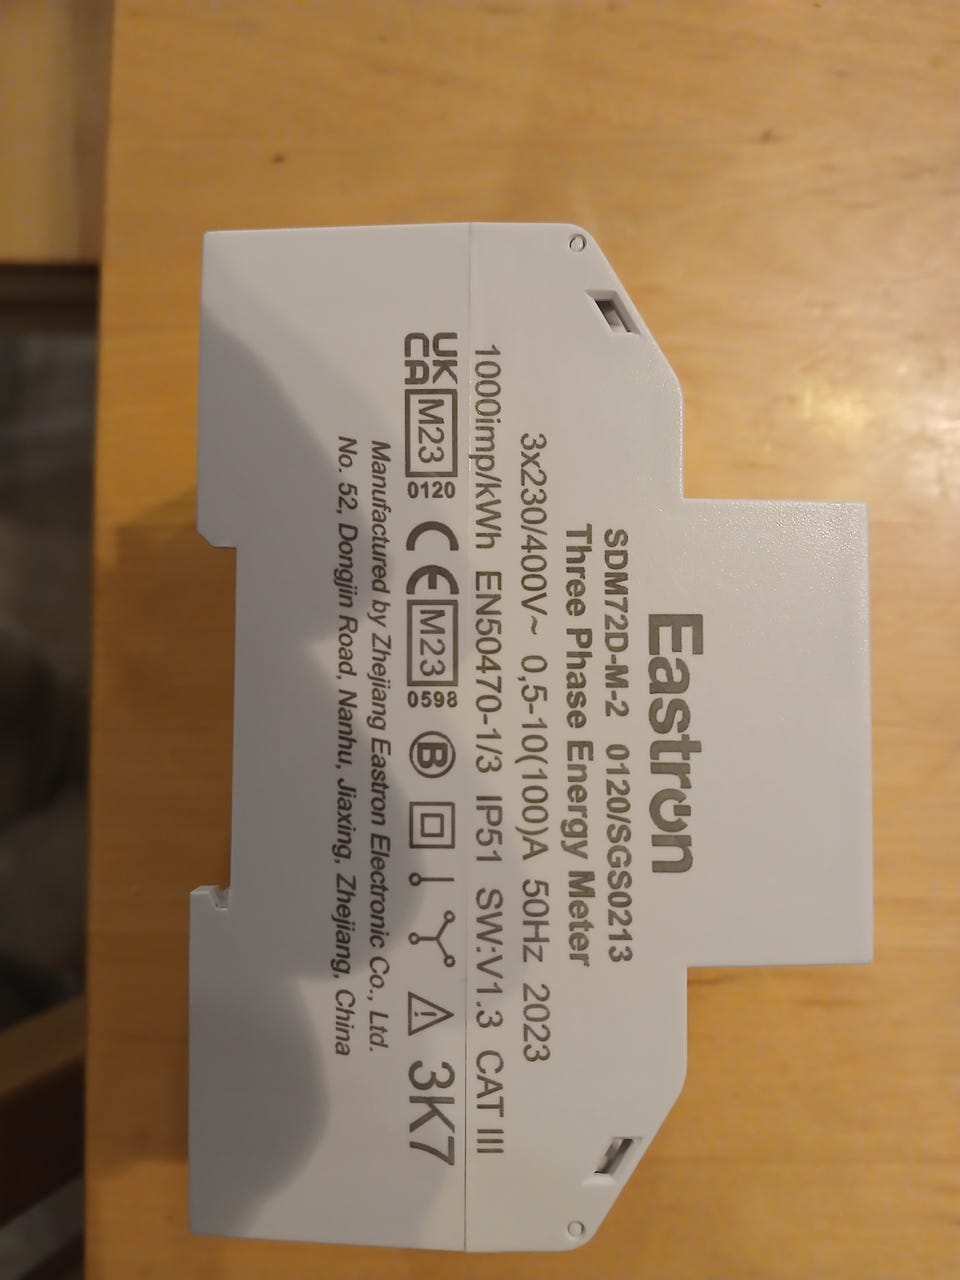 Eastron
SDM72D-M-2 0120/SGS0213
Three Phase Energy Meter
3x230/400V~ 0,5-10(100)A 50Hz 2023
1000imp/kWh EN50470-1/3 IP51 SW:V1.3 CAT III
UK CA M23 0120 CE M23 0598 B 3K7
Manufactured by Zhejiang Eastron Electronic Co., Ltd.
No. 52, Dongjin Road, Nanhu, Jiaxing, Zhejiang, China